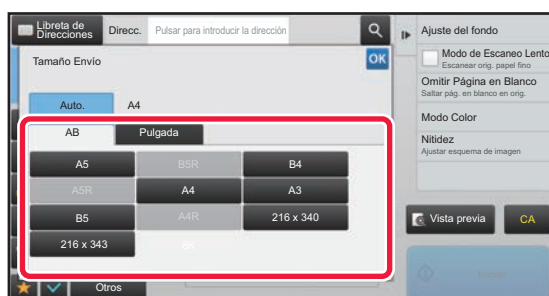 Libreta de
Direcciones
Direcc.
Pulsar para introducir la dirección
Tamaño Envío
OK
Auto.
A4
AB
Pulgada
A5
B5R
B4
A5R
A4
A3
B5
A4R
216 x 340
216 x 343
8K
Otros
Ajuste del fondo
Modo de Escaneo Lento
Escanear orig. papel fino
Omitir Página en Blanco
Saltar pág. en blanco en orig.
Modo Color
Nitidez
Ajustar esquema de imagen
Vista previa
CA